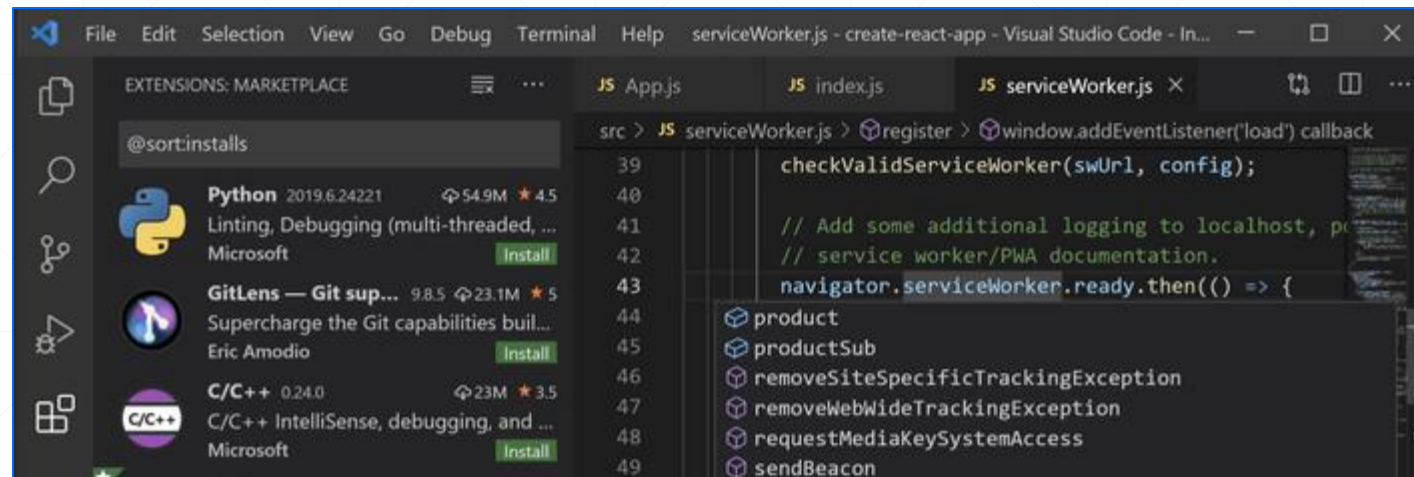 File Edit Selection View Go Debug Terminal Help serviceWorker.js - create-react-app - Visual Studio Code - In...
EXTENSIONS: MARKETPLACE
@sort:installs
Python 2019.6.24221 54.9M ★ 4.5
Linting, Debugging (multi-threaded, ...
Microsoft Install
GitLens — Git sup... 9.8.5 23.1M ★ 5
Supercharge the Git capabilities buil...
Eric Amodio Install
C/C++ 0.24.0 23M ★ 3.5
C/C++
C/C++ IntelliSense, debugging, and ...
Microsoft Install
JS App.js JS index.js JS serviceWorker.js ×
src > JS serviceWorker.js > register > window.addEventListener('load') callback
39 checkValidServiceWorker(swUrl, config);
40
41 // Add some additional logging to localhost,
42 // service worker/PWA documentation.
43 navigator.serviceWorker.ready.then(() => {
44 product
45 productSub
46 removeSiteSpecificTrackingException
47 removeWebWideTrackingException
48 requestMediaKeySystemAccess
49 sendBeacon